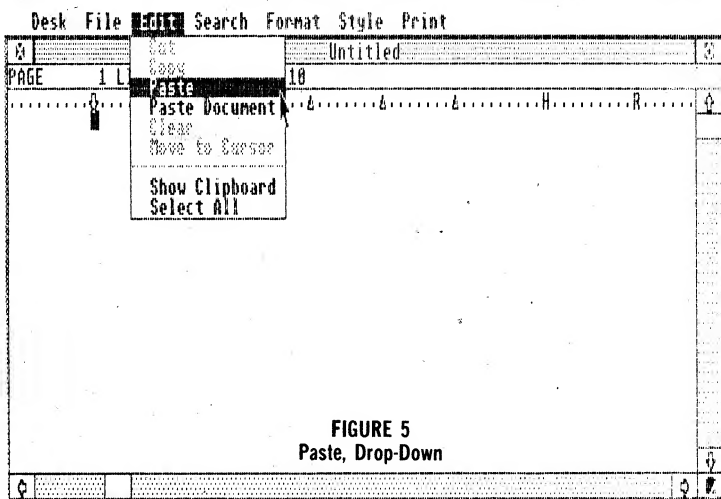 Desk File Edit Search Format Style Print
Untitled
Cut
Copy
PAGE 1 LI 10
Paste
Paste Document
H R
Clear
Move to Cursor
Show Clipboard
Select All
FIGURE 5
Paste, Drop-Down